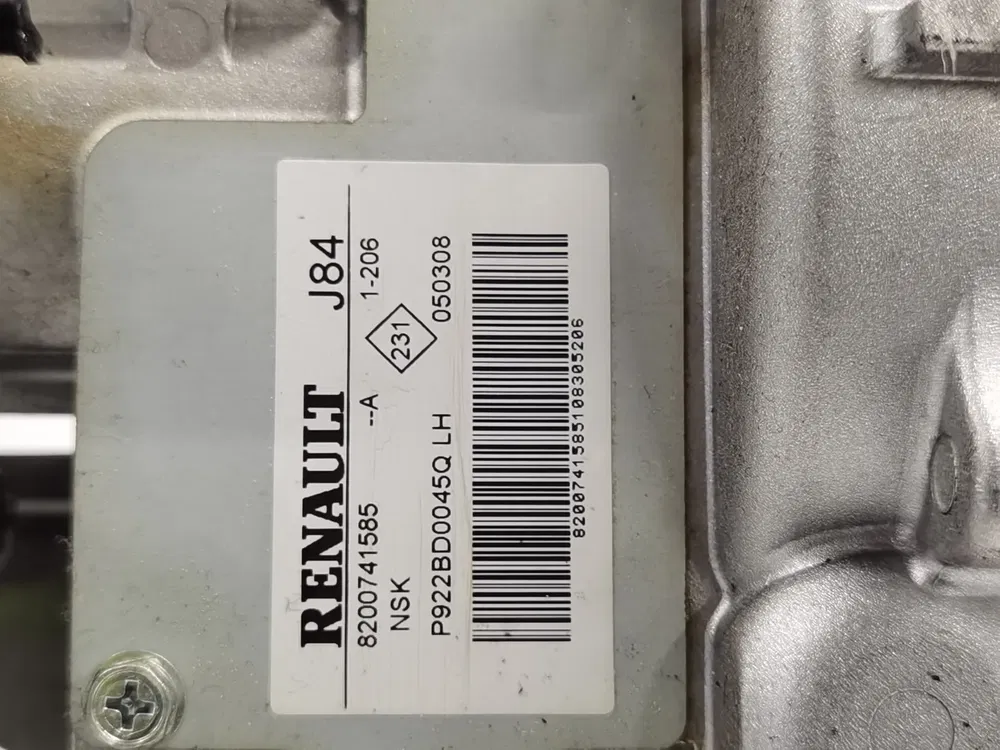 RENAULT J84
8200741585 --A 1-206
NSK 231
P922BD0045Q LH 050308
8200741585108305206